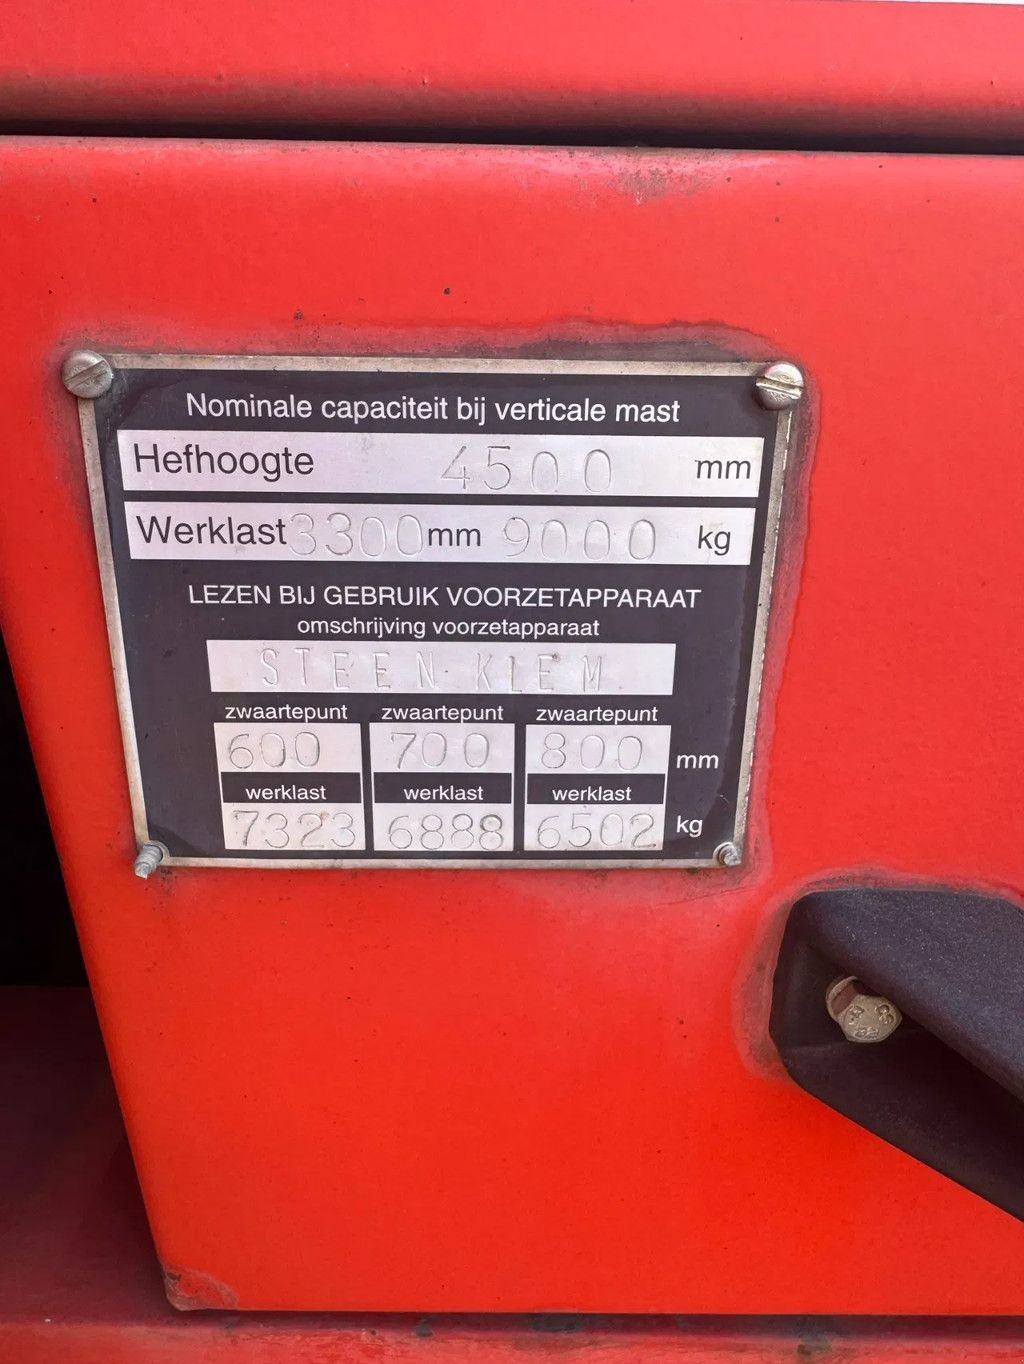 Nominale capaciteit bij verticale mast
Hefhoogte 4500 mm
Werklast 3300 mm 9000 kg
LEZEN BIJ GEBRUIK VOORZETAPPARAAT
omschrijving voorzetapparaat
STEEN KLEM
zwaartepunt zwaartepunt zwaartepunt
600 700 800 mm
werklast werklast werklast
7323 6888 6502 kg